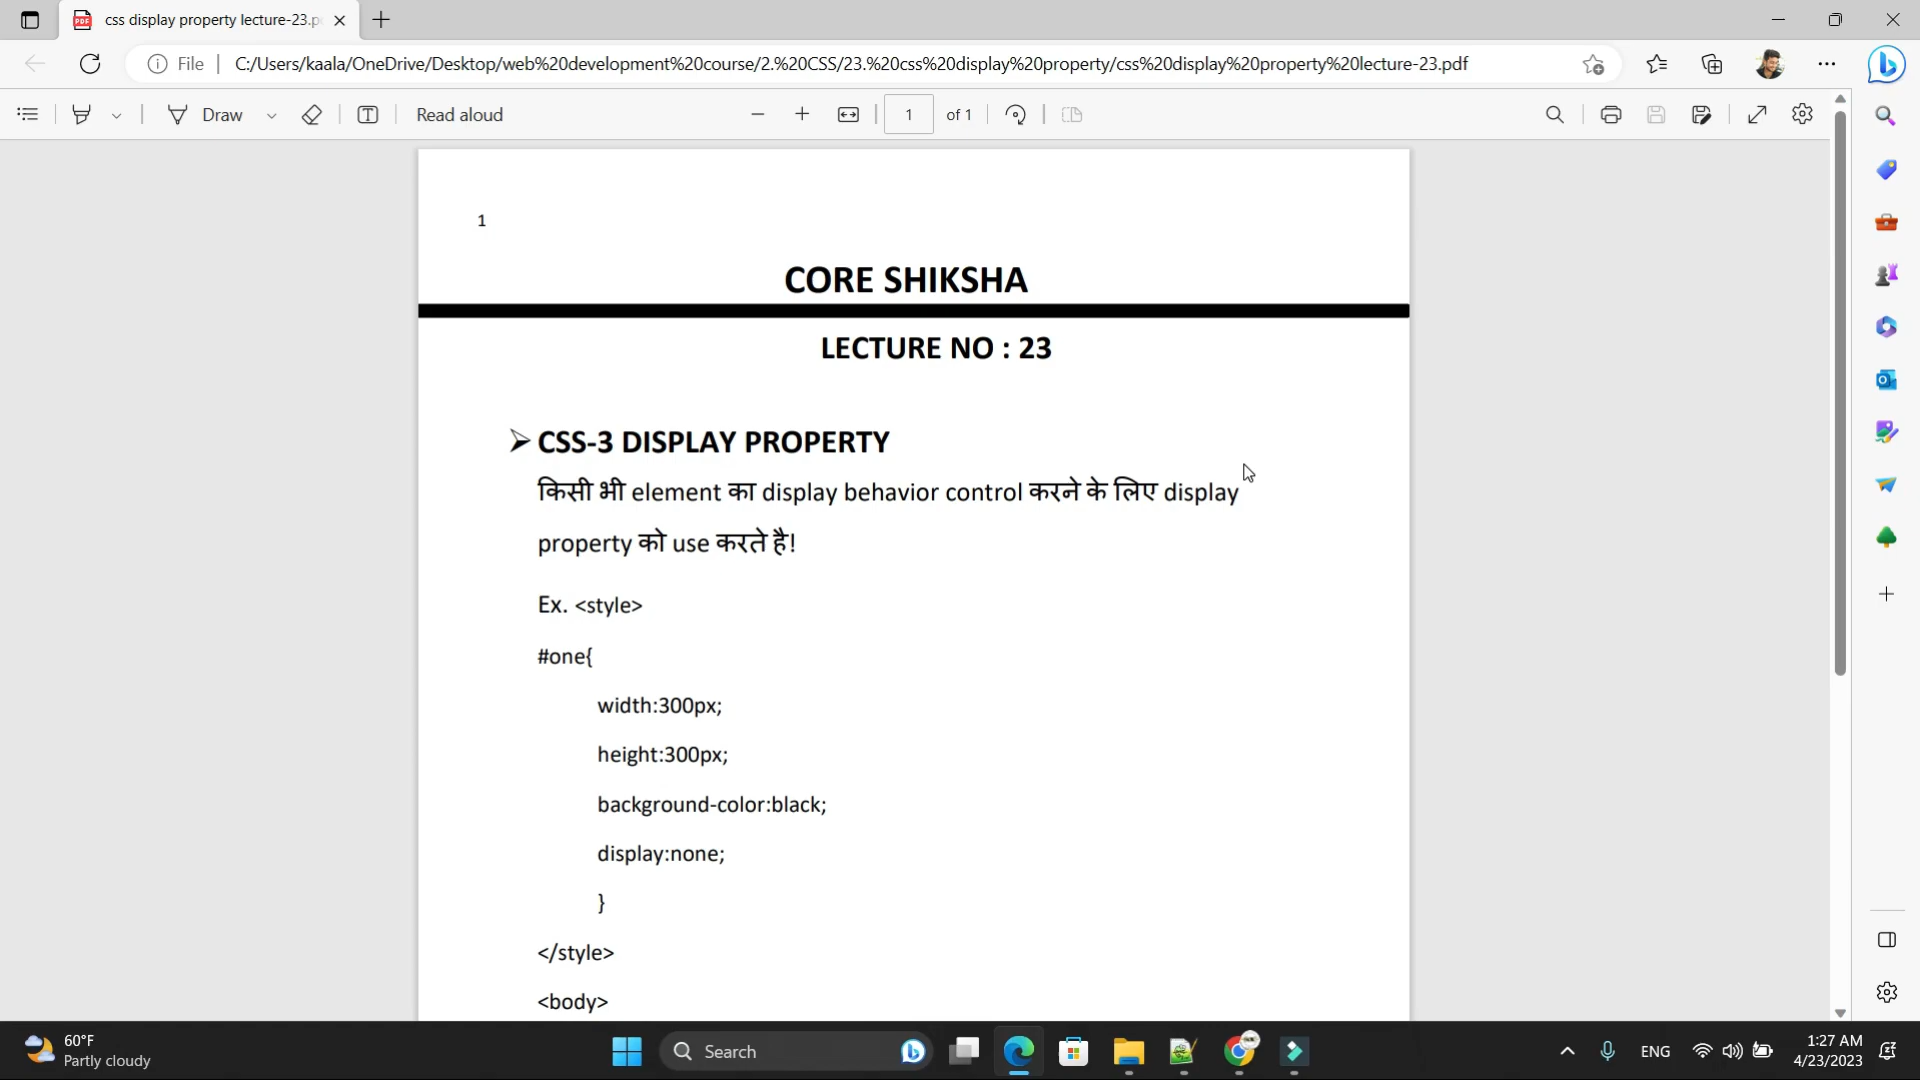 css display property lecture-23.p
File
C:/Users/kaala/OneDrive/Desktop/web%20development%20course/2.%20CSS/23.%20css%20display%20property/css%20display%20property%20lecture-23.pdf
Draw
Read aloud
1 of 1
1
CORE SHIKSHA
LECTURE NO : 23
➢ CSS-3 DISPLAY PROPERTY
किसी भी element का display behavior control करने के लिए display
property को use करते है!
Ex. <style>
#one{
width:300px;
height:300px;
background-color:black;
display:none;
}
</style>
<body>
60°F
Partly cloudy
Search
ENG
1:27 AM
4/23/2023